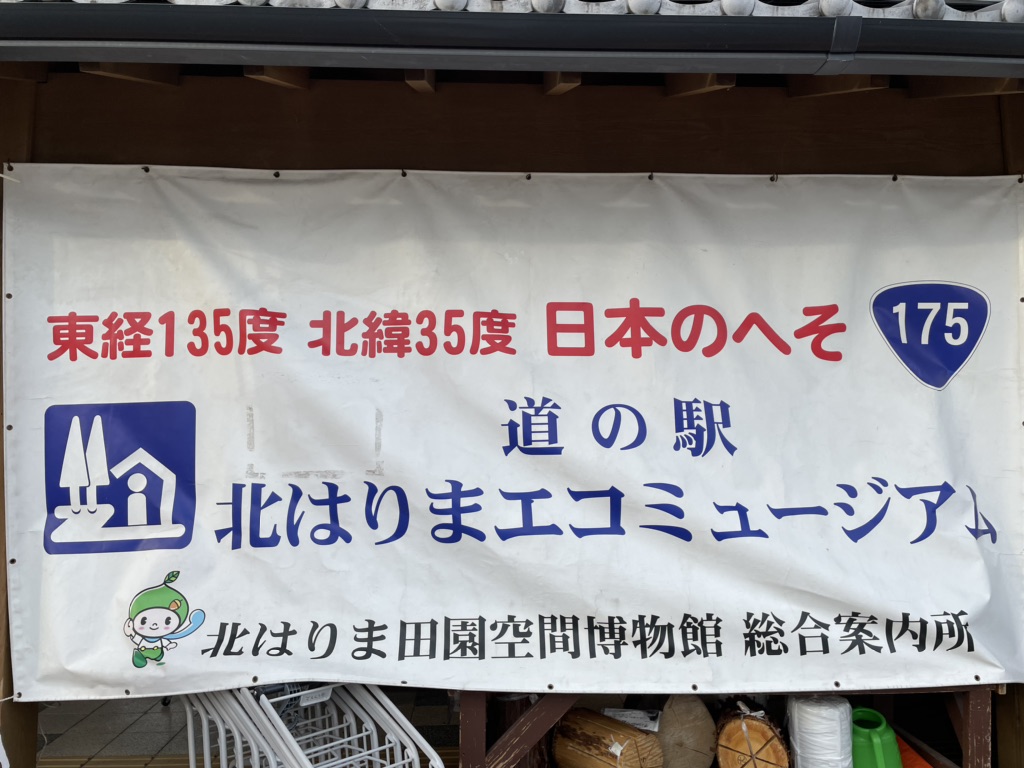 東経135度 北緯35度 日本のへそ
175
道の駅
北はりまエコミュージアム
北はりま田園空間博物館 総合案内所